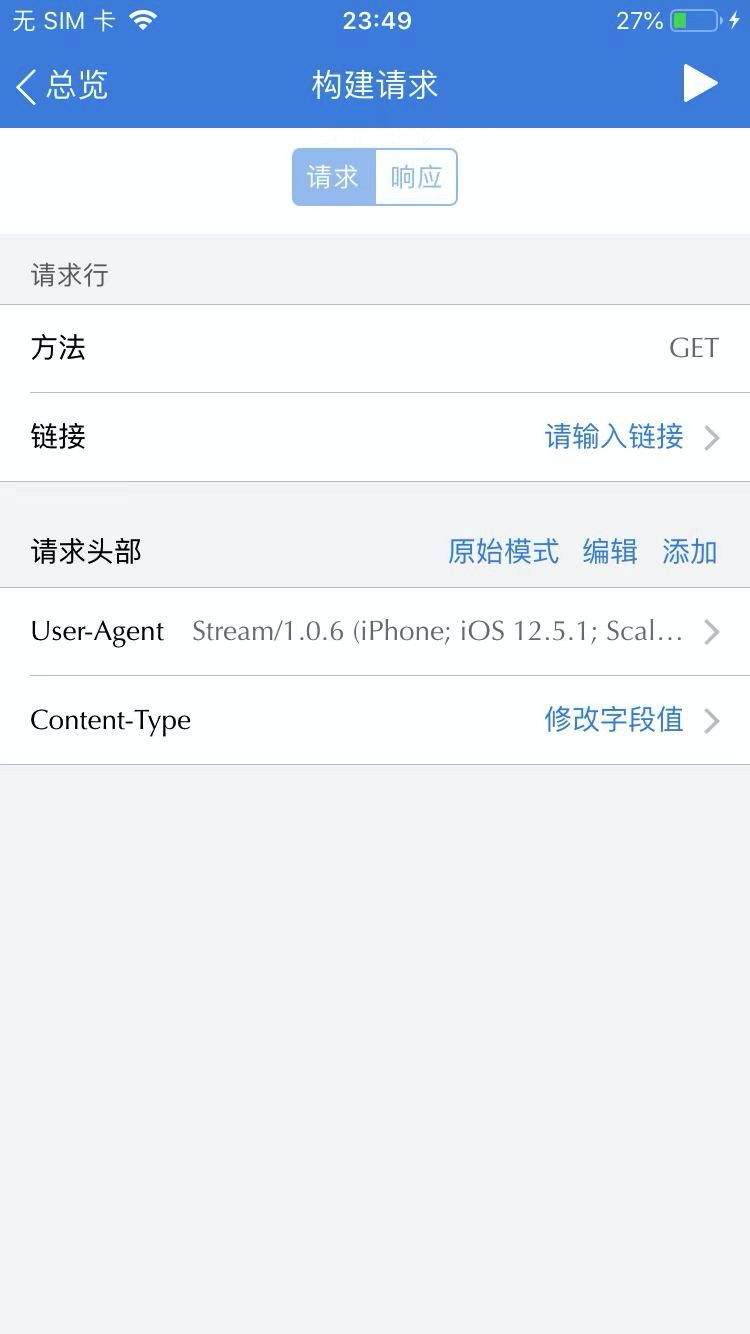 无 SIM 卡 23:49 27%
总览 构建请求
请求 响应
请求行
方法 GET
链接 请输入链接
请求头部 原始模式 编辑 添加
User-Agent Stream/1.0.6 (iPhone; iOS 12.5.1; Scal...
Content-Type 修改字段值